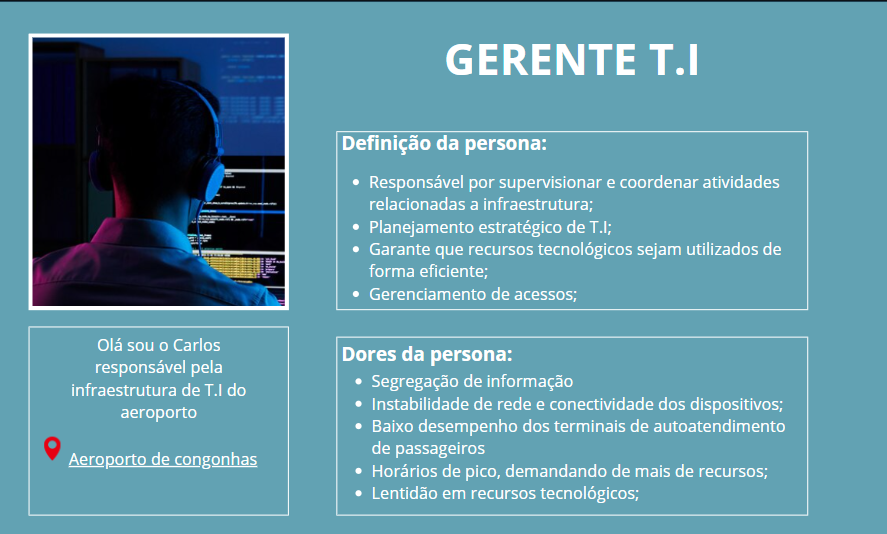 GERENTE T.I
Definição da persona:
• Responsável por supervisionar e coordenar atividades
relacionadas a infraestrutura;
• Planejamento estratégico de T.I;
• Garante que recursos tecnológicos sejam utilizados de
forma eficiente;
• Gerenciamento de acessos;
Olá sou o Carlos
responsável pela
infraestrutura de T.I do
aeroporto
Aeroporto de congonhas
Dores da persona:
• Segregação de informação
• Instabilidade de rede e conectividade dos dispositivos;
• Baixo desempenho dos terminais de autoatendimento
de passageiros
• Horários de pico, demandando de mais de recursos;
• Lentidão em recursos tecnológicos;